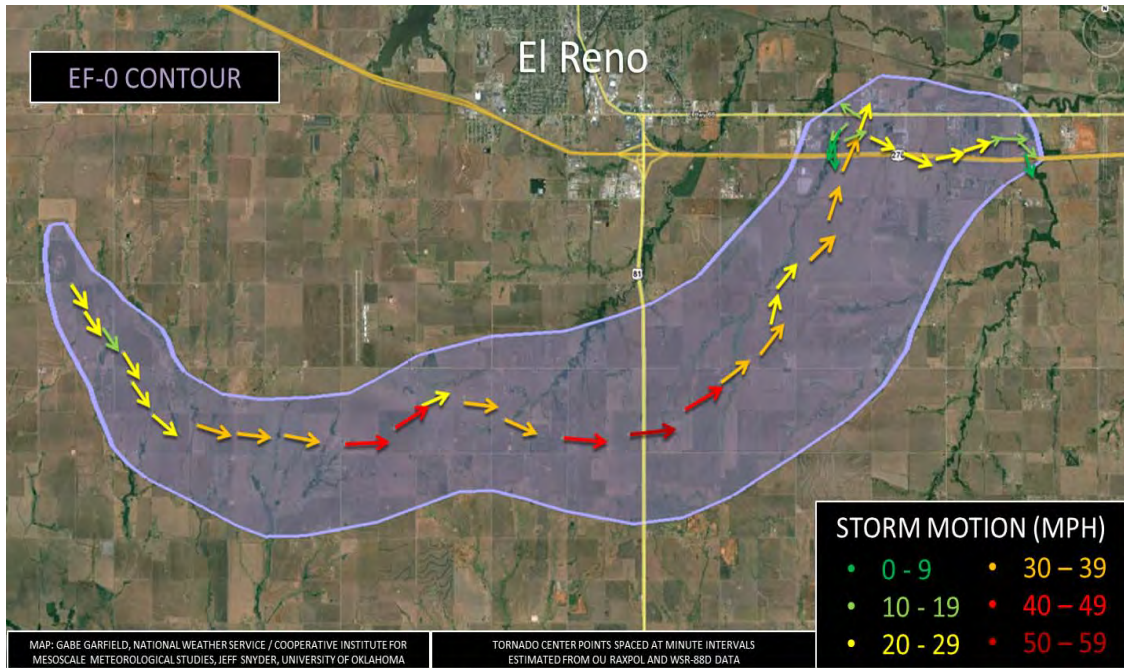 El Reno
EF-0 CONTOUR
81
270
STORM MOTION (MPH)
• 0 - 9
• 10 - 19
• 20 – 29
• 30 – 39
• 40 – 49
• 50 – 59
MAP: GABE GARFIELD, NATIONAL WEATHER SERVICE / COOPERATIVE INSTITUTE FOR
MESOSCALE METEOROLOGICAL STUDIES, JEFF SNYDER, UNIVERSITY OF OKLAHOMA
TORNADO CENTER POINTS SPACED AT MINUTE INTERVALS
ESTIMATED FROM OU RAXPOL AND WSR-88D DATA